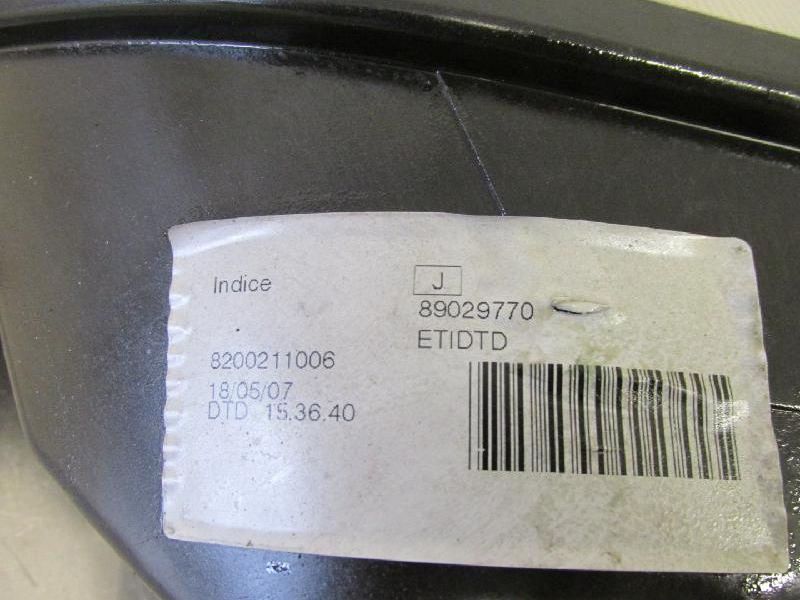 Indice J
89029770
ETIDTD
8200211006
18/05/07
DTD 15.36.40